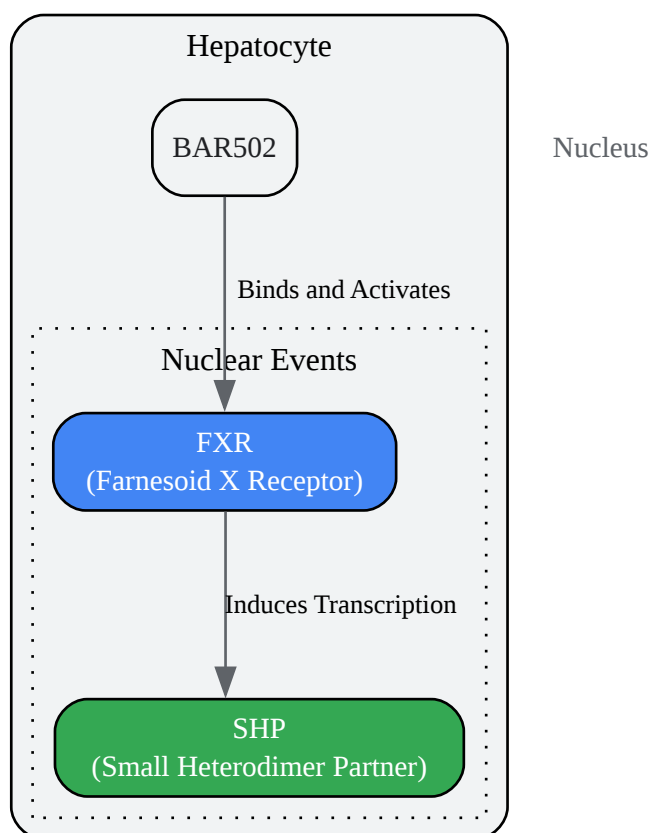 Hepatocyte
BAR502
Nucleus
Binds and Activates
Nuclear Events
FXR
(Farnesoid X Receptor)
Induces Transcription
SHP
(Small Heterodimer Partner)